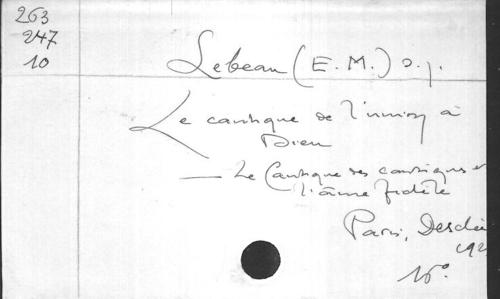 263
247
10
Lebeau (E. M.) s. j.
Le cantique de l'union à
Dieu
— Le Cantique des cantiques et
l'âme fidèle
Paris, Desclée
192
16°